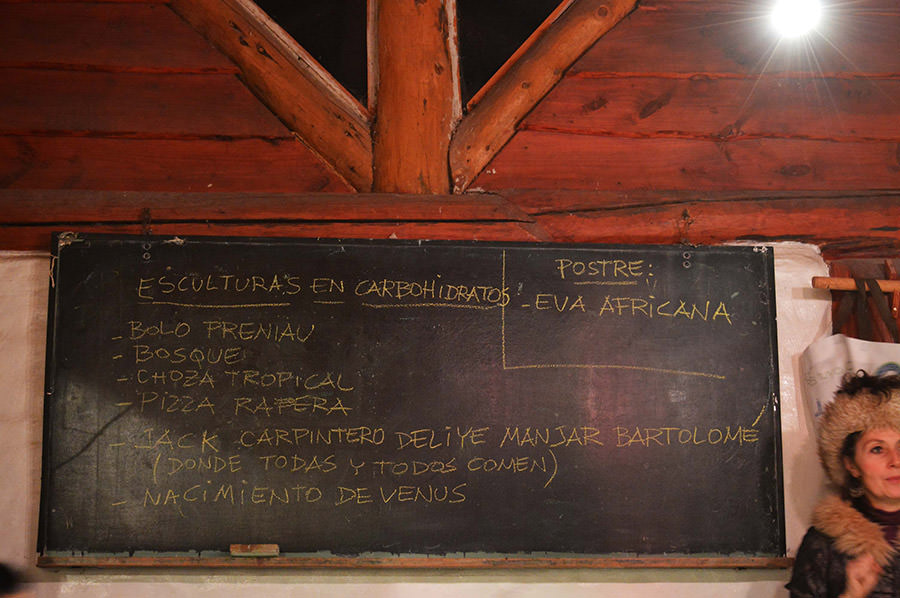 ESCULTURAS EN CARBOHIDRATOS
- BOLO PRENIAU
- BOSQUE
- CHOZA TROPICAL
- PIZZA RAPERA
- JACK CARPINTERO DELIYE MANJAR BARTOLOMÉ
(DONDE TODAS Y TODOS COMEN)
- NACIMIENTO DE VENUS
POSTRE:
- EVA AFRICANA